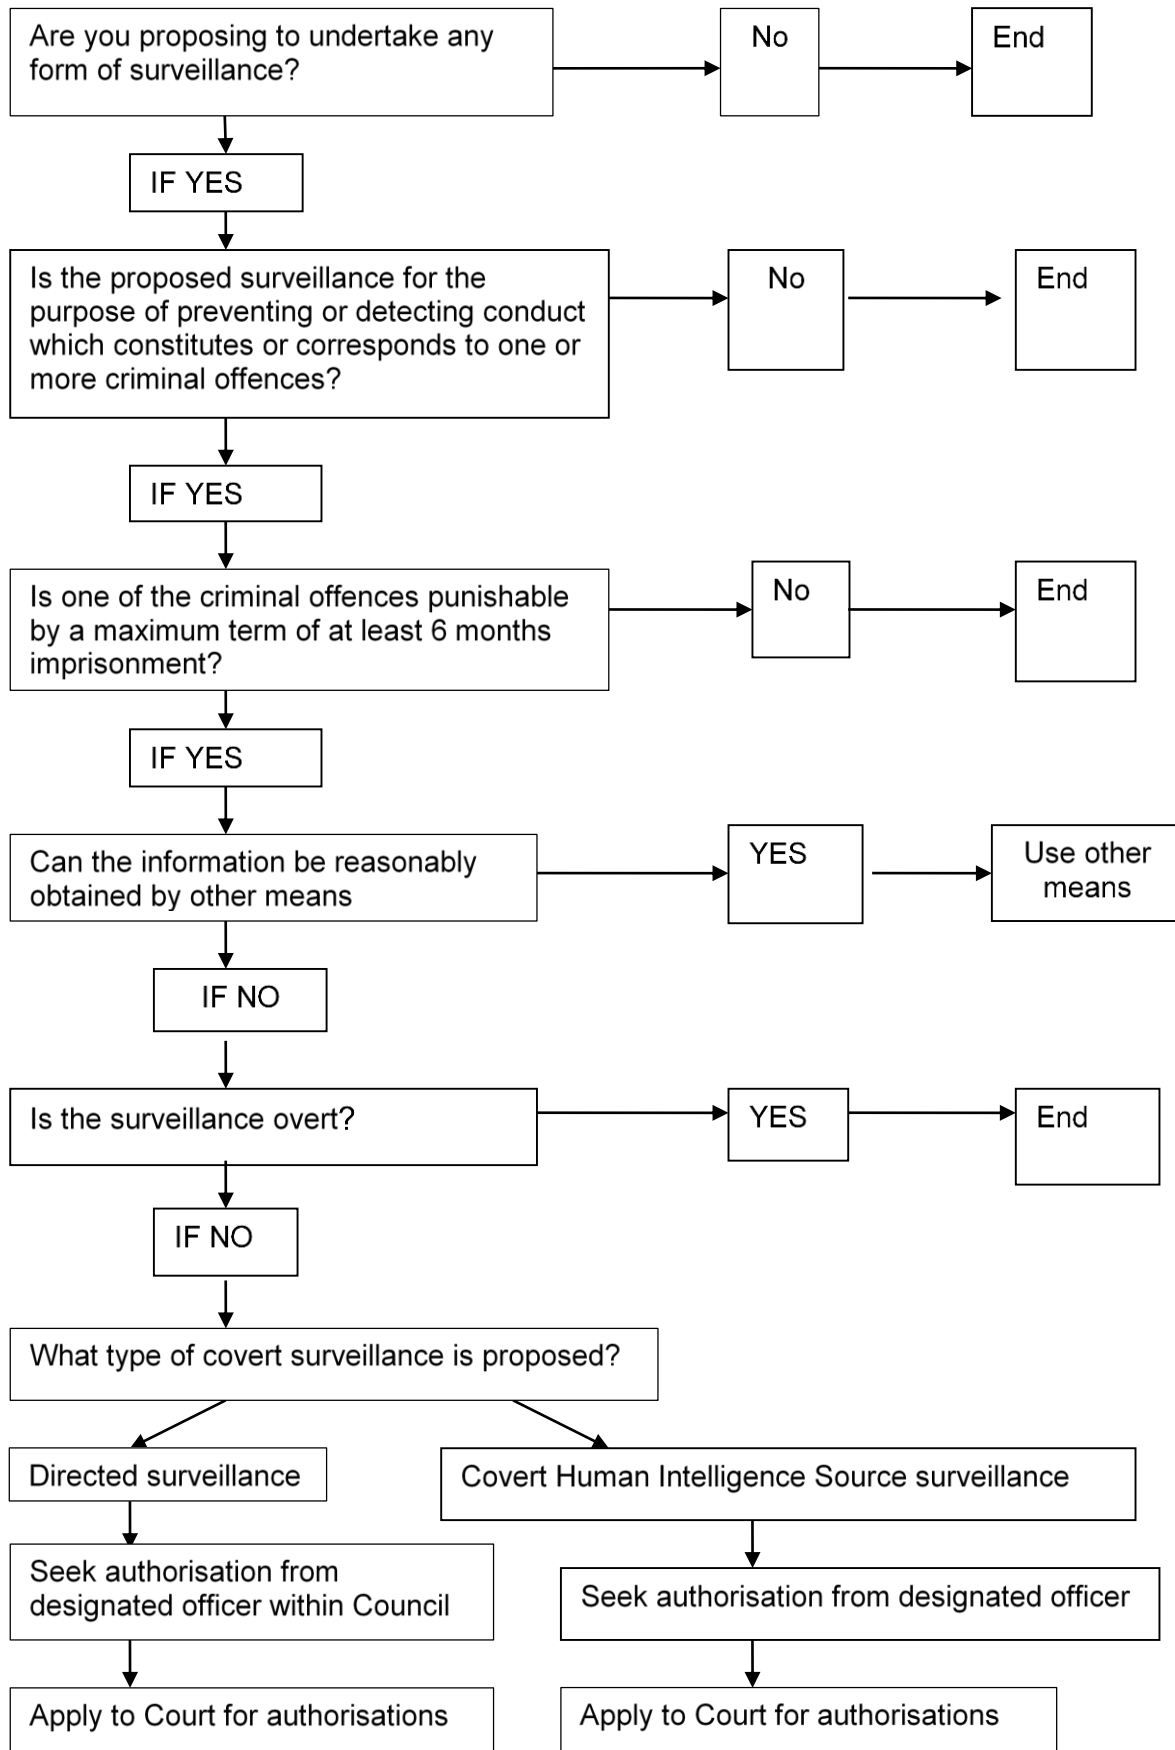 Are you proposing to undertake any
form of surveillance?
No
End
IF YES
Is the proposed surveillance for the
purpose of preventing or detecting conduct
which constitutes or corresponds to one or
more criminal offences?
No
End
IF YES
Is one of the criminal offences punishable
by a maximum term of at least 6 months
imprisonment?
No
End
IF YES
Can the information be reasonably
obtained by other means
YES
Use other
means
IF NO
Is the surveillance overt?
YES
End
IF NO
What type of covert surveillance is proposed?
Directed surveillance
Covert Human Intelligence Source surveillance
Seek authorisation from
designated officer within Council
Seek authorisation from designated officer
Apply to Court for authorisations
Apply to Court for authorisations